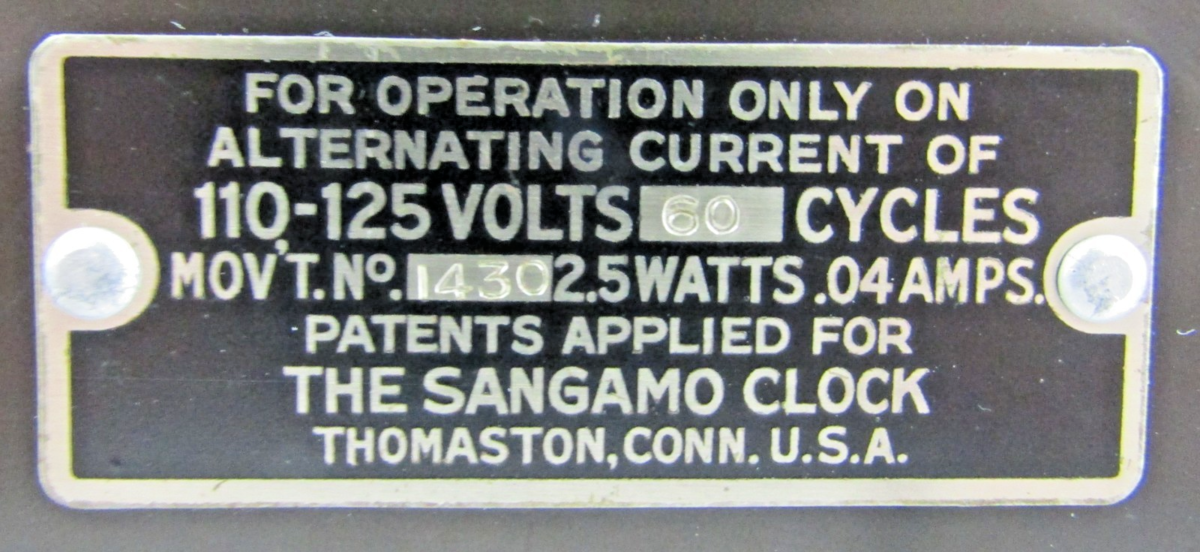 FOR OPERATION ONLY ON
ALTERNATING CURRENT OF
110-125 VOLTS 60 CYCLES
MOV'T. No. 1430 2.5 WATTS .04 AMPS.
PATENTS APPLIED FOR
THE SANGAMO CLOCK
THOMASTON, CONN. U.S.A.